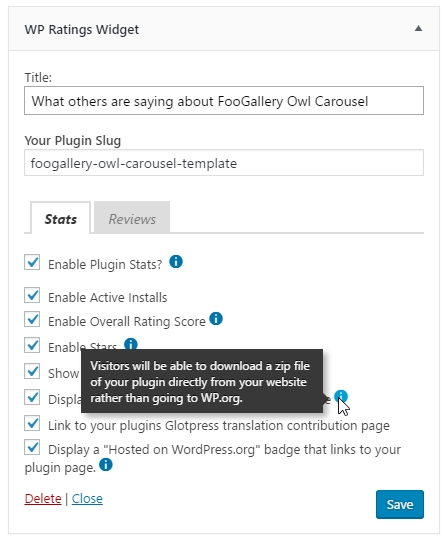 WP Ratings Widget
Title:
What others are saying about FooGallery Owl Carousel
Your Plugin Slug
foogallery-owl-carousel-template
Stats Reviews
Enable Plugin Stats?
Enable Active Installs
Enable Overall Rating Score
Enable Stars
Visitors will be able to download a zip file
of your plugin directly from your website
rather than going to WP.org.
Show
Link to your plugins Glotpress translation contribution page
Display a "Hosted on WordPress.org" badge that links to your
plugin page.
Delete | Close
Save